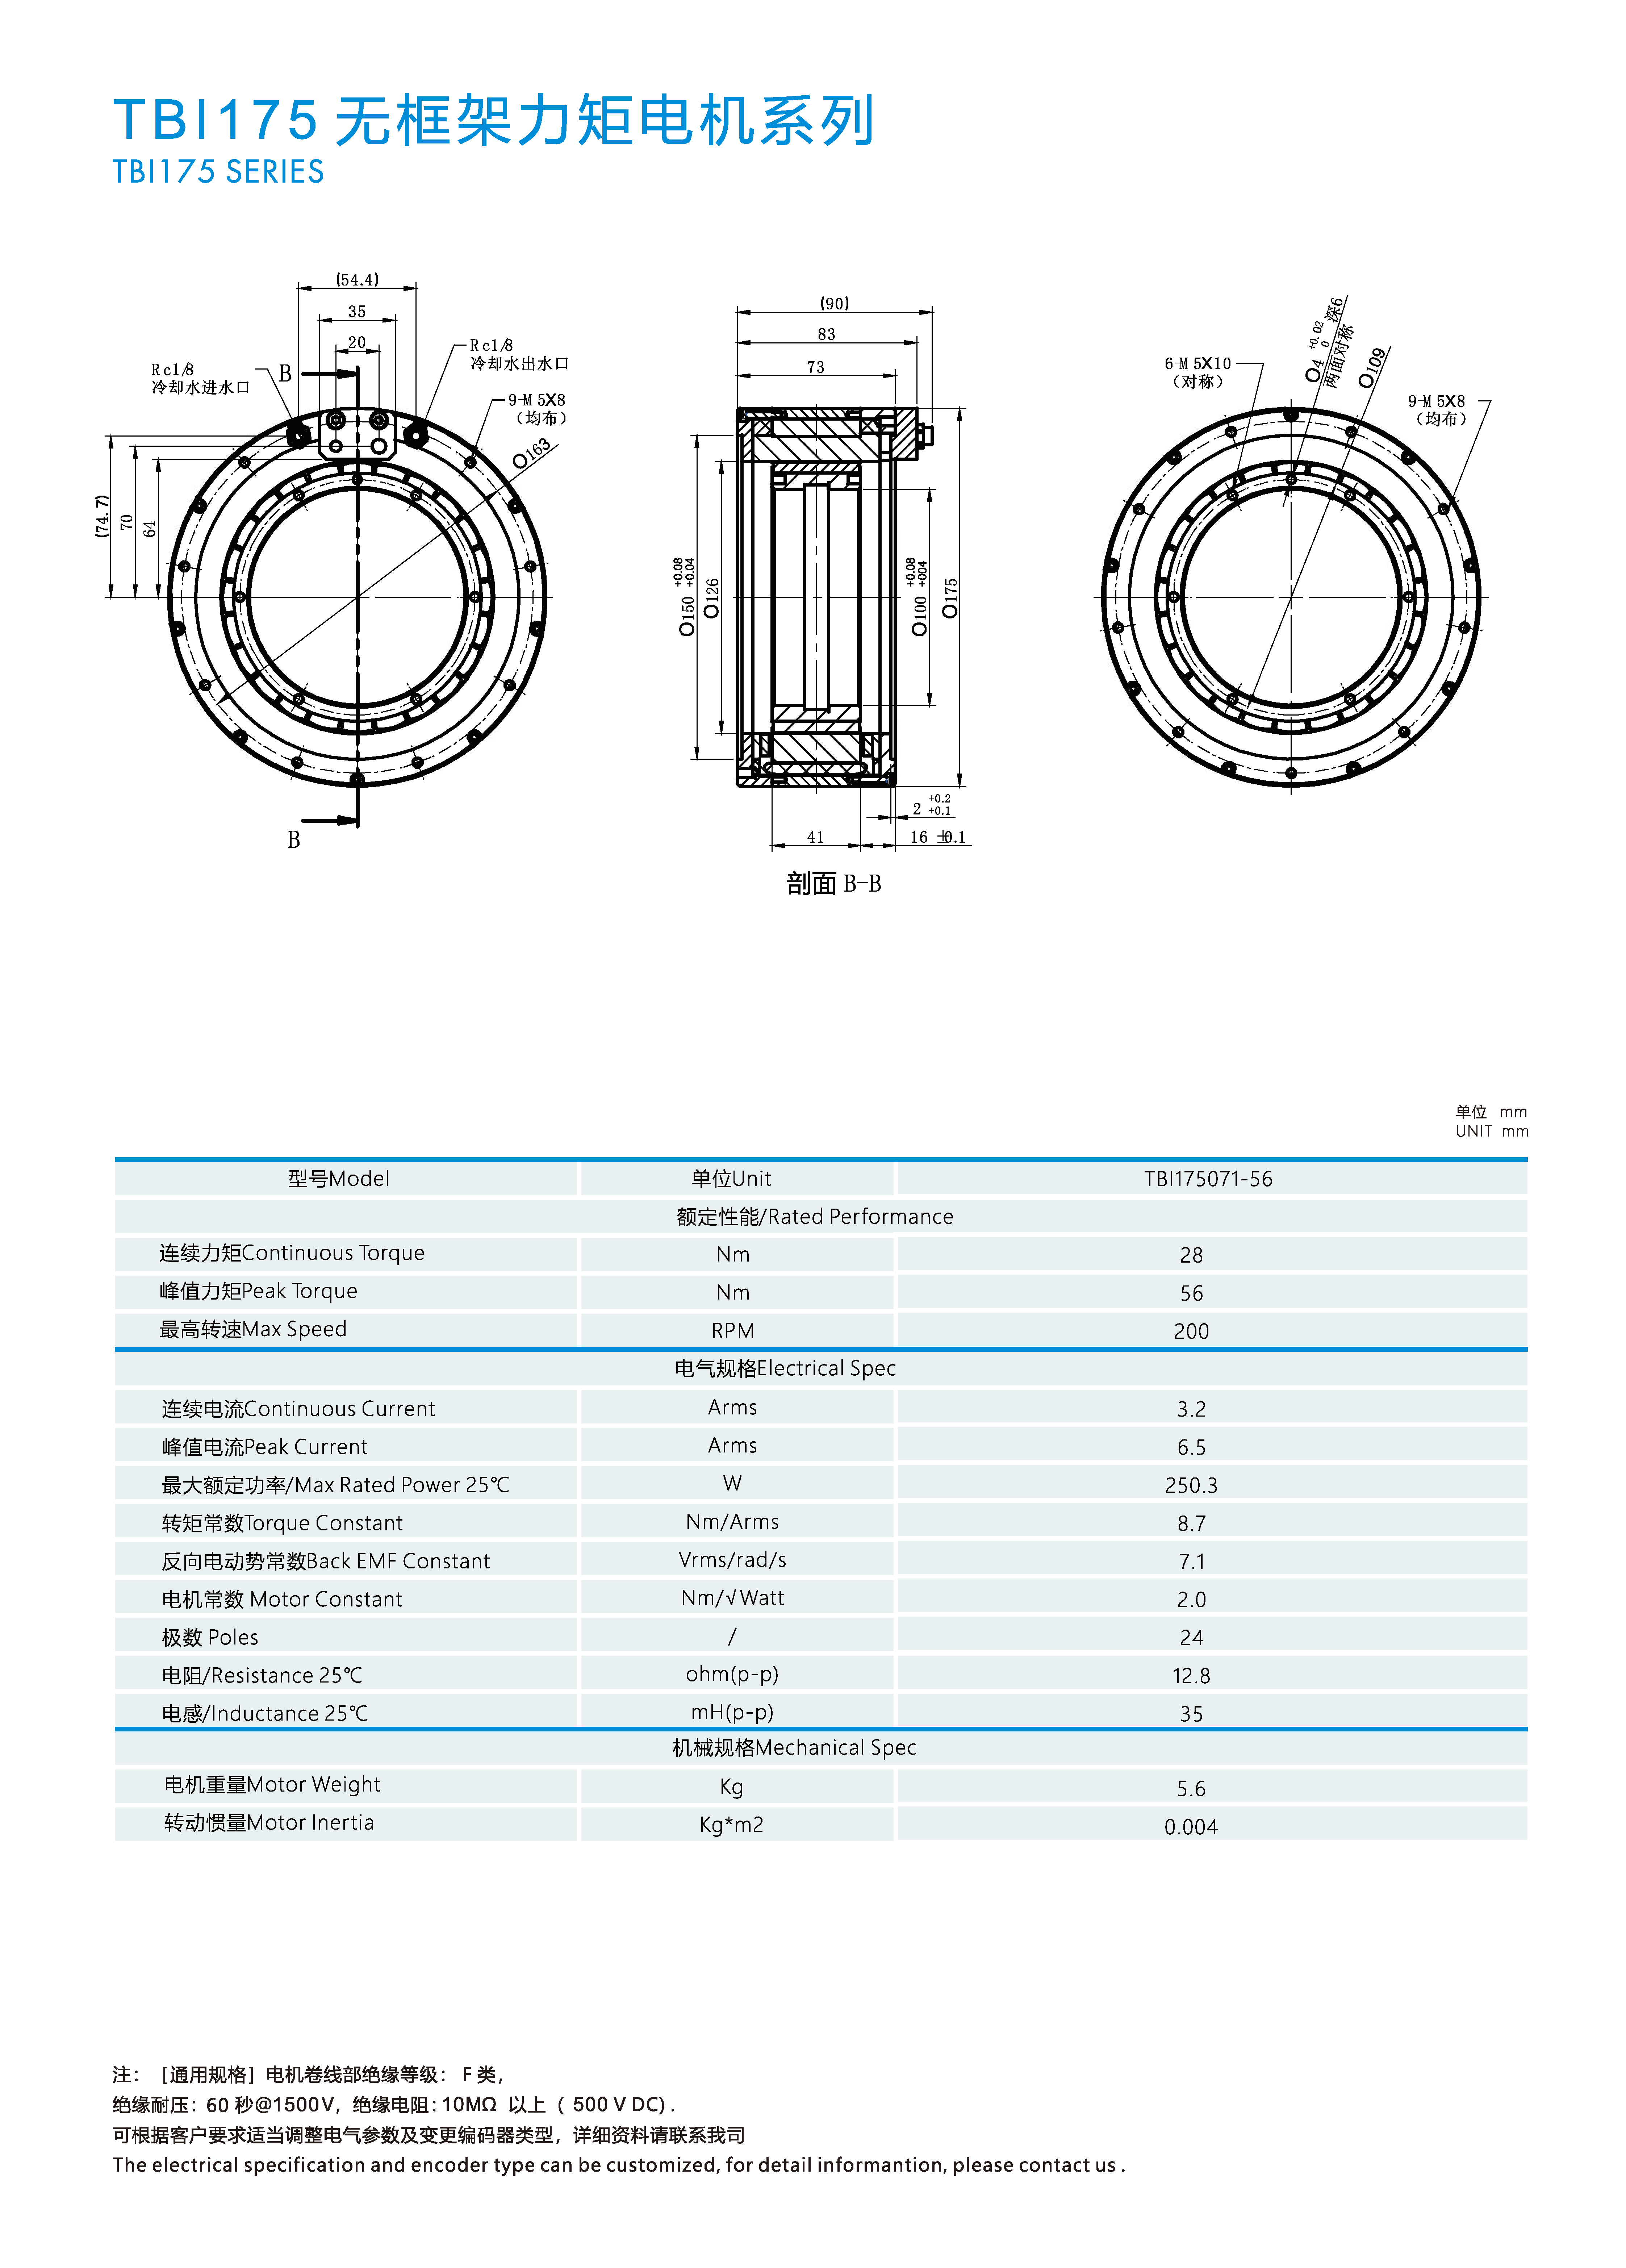 TBI175 无框架力矩电机系列
TBI175 SERIES
(54.4)
35
20
Rc1/8
冷却水进水口
B
Rc1/8
冷却水出水口
9-M 5X8
(均布)
O163
(74.7)
70
64
B
(90)
83
73
O150 +0.08 +0.04
O126
O100 +0.08 +004
O175
2 +0.2 +0.1
41
16 ±0.1
剖面 B-B
6-M 5X10
(对称)
O4 +0.02 0 深6
两面对称
O109
9-M 5X8
(均布)
单位 mm
UNIT mm
型号Model 单位Unit TBI175071-56
额定性能/Rated Performance
连续力矩Continuous Torque Nm 28
峰值力矩Peak Torque Nm 56
最高转速Max Speed RPM 200
电气规格Electrical Spec
连续电流Continuous Current Arms 3.2
峰值电流Peak Current Arms 6.5
最大额定功率/Max Rated Power 25℃ W 250.3
转矩常数Torque Constant Nm/Arms 8.7
反向电动势常数Back EMF Constant Vrms/rad/s 7.1
电机常数 Motor Constant Nm/√Watt 2.0
极数 Poles / 24
电阻/Resistance 25℃ ohm(p-p) 12.8
电感/Inductance 25℃ mH(p-p) 35
机械规格Mechanical Spec
电机重量Motor Weight Kg 5.6
转动惯量Motor Inertia Kg*m2 0.004
注： [通用规格] 电机卷线部绝缘等级： F 类，
绝缘耐压：60 秒@1500V，绝缘电阻：10MΩ 以上 ( 500 V DC) .
可根据客户要求适当调整电气参数及变更编码器类型，详细资料请联系我司
The electrical specification and encoder type can be customized, for detail informantion, please contact us .